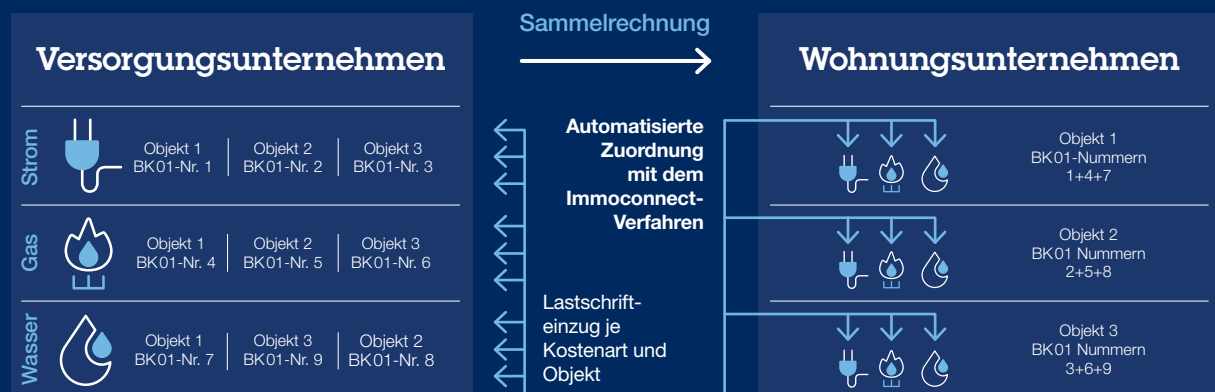 Versorgungsunternehmen
Strom
Objekt 1
BK01-Nr. 1
Objekt 2
BK01-Nr. 2
Objekt 3
BK01-Nr. 3
Gas
Objekt 1
BK01-Nr. 4
Objekt 2
BK01-Nr. 5
Objekt 3
BK01-Nr. 6
Wasser
Objekt 1
BK01-Nr. 7
Objekt 3
BK01-Nr. 9
Objekt 2
BK01-Nr. 8
Sammelrechnung
Automatisierte
Zuordnung
mit dem
Immoconnect-
Verfahren
Lastschrift-
einzug je
Kostenart und
Objekt
Wohnungsunternehmen
Objekt 1
BK01-Nummern
1+4+7
Objekt 2
BK01 Nummern
2+5+8
Objekt 3
BK01 Nummern
3+6+9